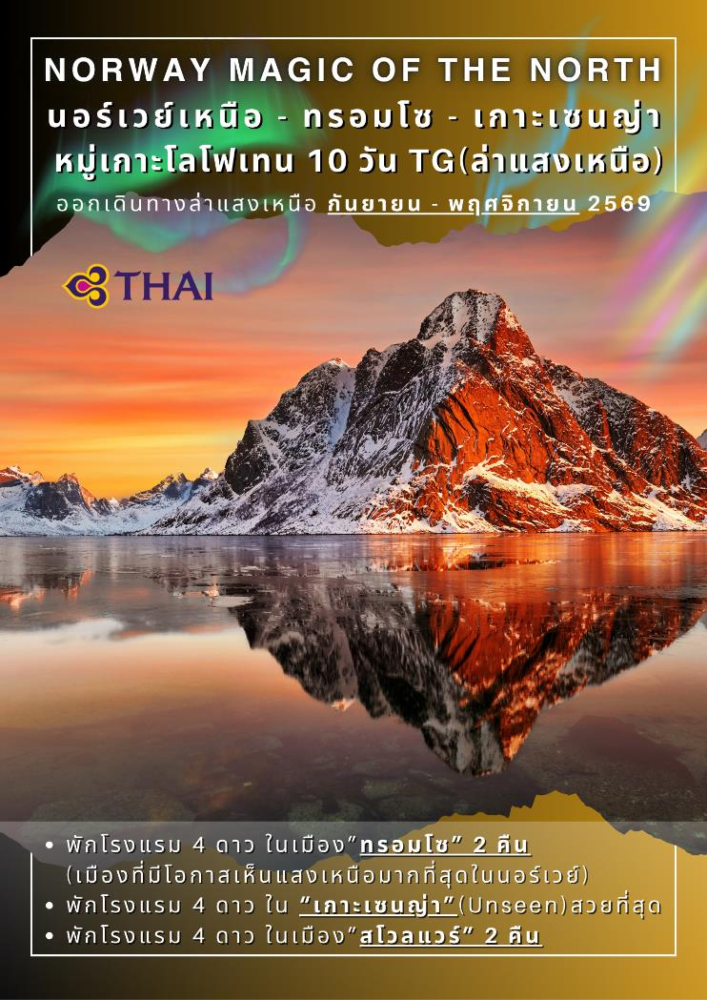 NORWAY MAGIC OF THE NORTH
นอร์เวย์เหนือ - ทรอมโซ - เกาะเซนญ่า
หมู่เกาะโลโฟเทน 10 วัน TG(ล่าแสงเหนือ)
ออกเดินทางล่าแสงเหนือ กันยายน - พฤศจิกายน 2569
THAI
• พักโรงแรม 4 ดาว ในเมือง”ทรอมโซ” 2 คืน
(เมืองที่มีโอกาสเห็นแสงเหนือมากที่สุดในนอร์เวย์)
• พักโรงแรม 4 ดาว ใน “เกาะเซนญ่า”(Unseen)สวยที่สุด
• พักโรงแรม 4 ดาว ในเมือง”สโวลแวร์” 2 คืน